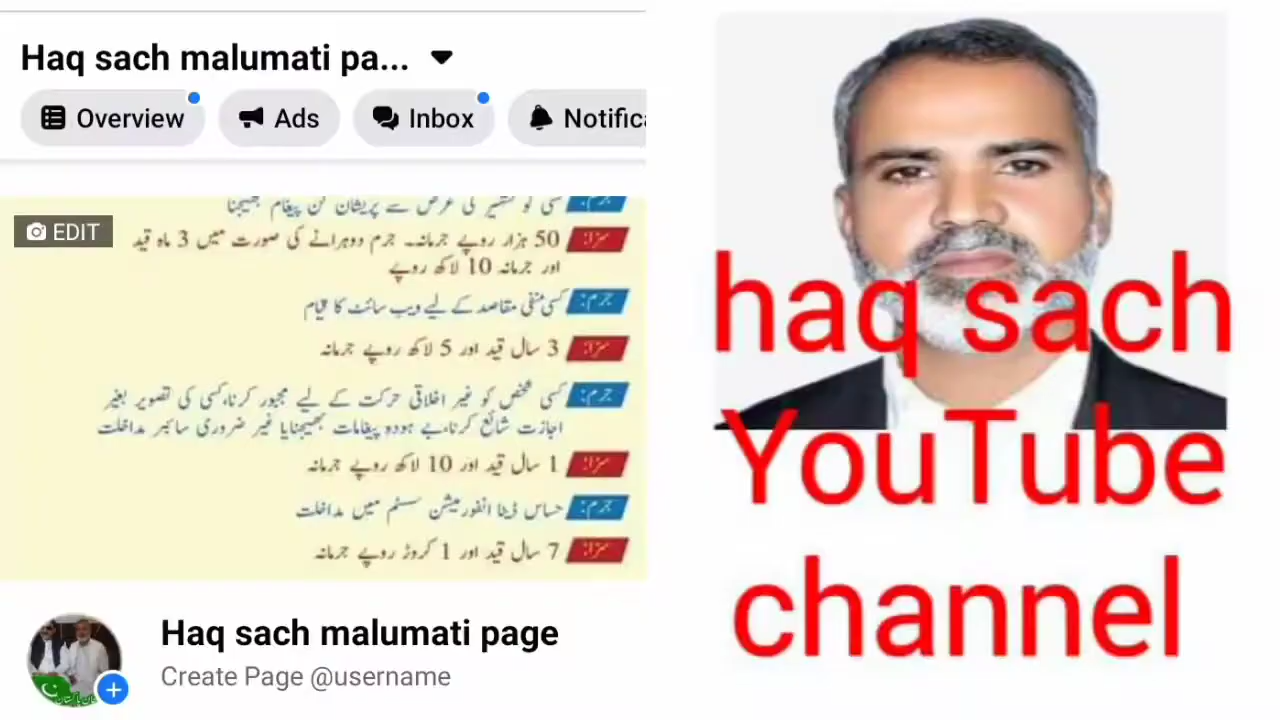 Haq sach malumati pa...
Overview
Ads
Inbox
Notific
EDIT
جرم: کسی کو تشہیر کی غرض سے پریشان کن پیغام بھیجنا
سزا: 50 ہزار روپے جرمانہ۔ جرم دوہرانے کی صورت میں 3 ماہ قید
اور جرمانہ 10 لاکھ روپے
جرم: کسی منفی مقاصد کے لیے ویب سائٹ کا قیام
سزا: 3 سال قید اور 5 لاکھ روپے جرمانہ
جرم: کسی شخص کو غیر اخلاقی حرکت کے لیے مجبور کرنا، کسی کی تصویر بغیر
اجازت شائع کرنا، بے ہودہ پیغامات بھیجنا یا غیر ضروری سائبر مداخلت
سزا: 1 سال قید اور 10 لاکھ روپے جرمانہ
جرم: حساس ڈیٹا انفورمیشن سسٹم میں مداخلت
سزا: 7 سال قید اور 1 کروڑ روپے جرمانہ
Haq sach malumati page
Create Page @username
haq sach
YouTube
channel